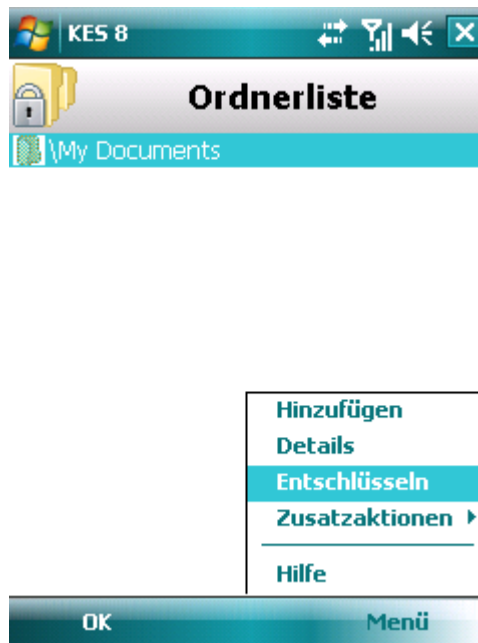 KES 8
Ordnerliste
\My Documents
Hinzufügen
Details
Entschlüsseln
Zusatzaktionen
Hilfe
OK Menü